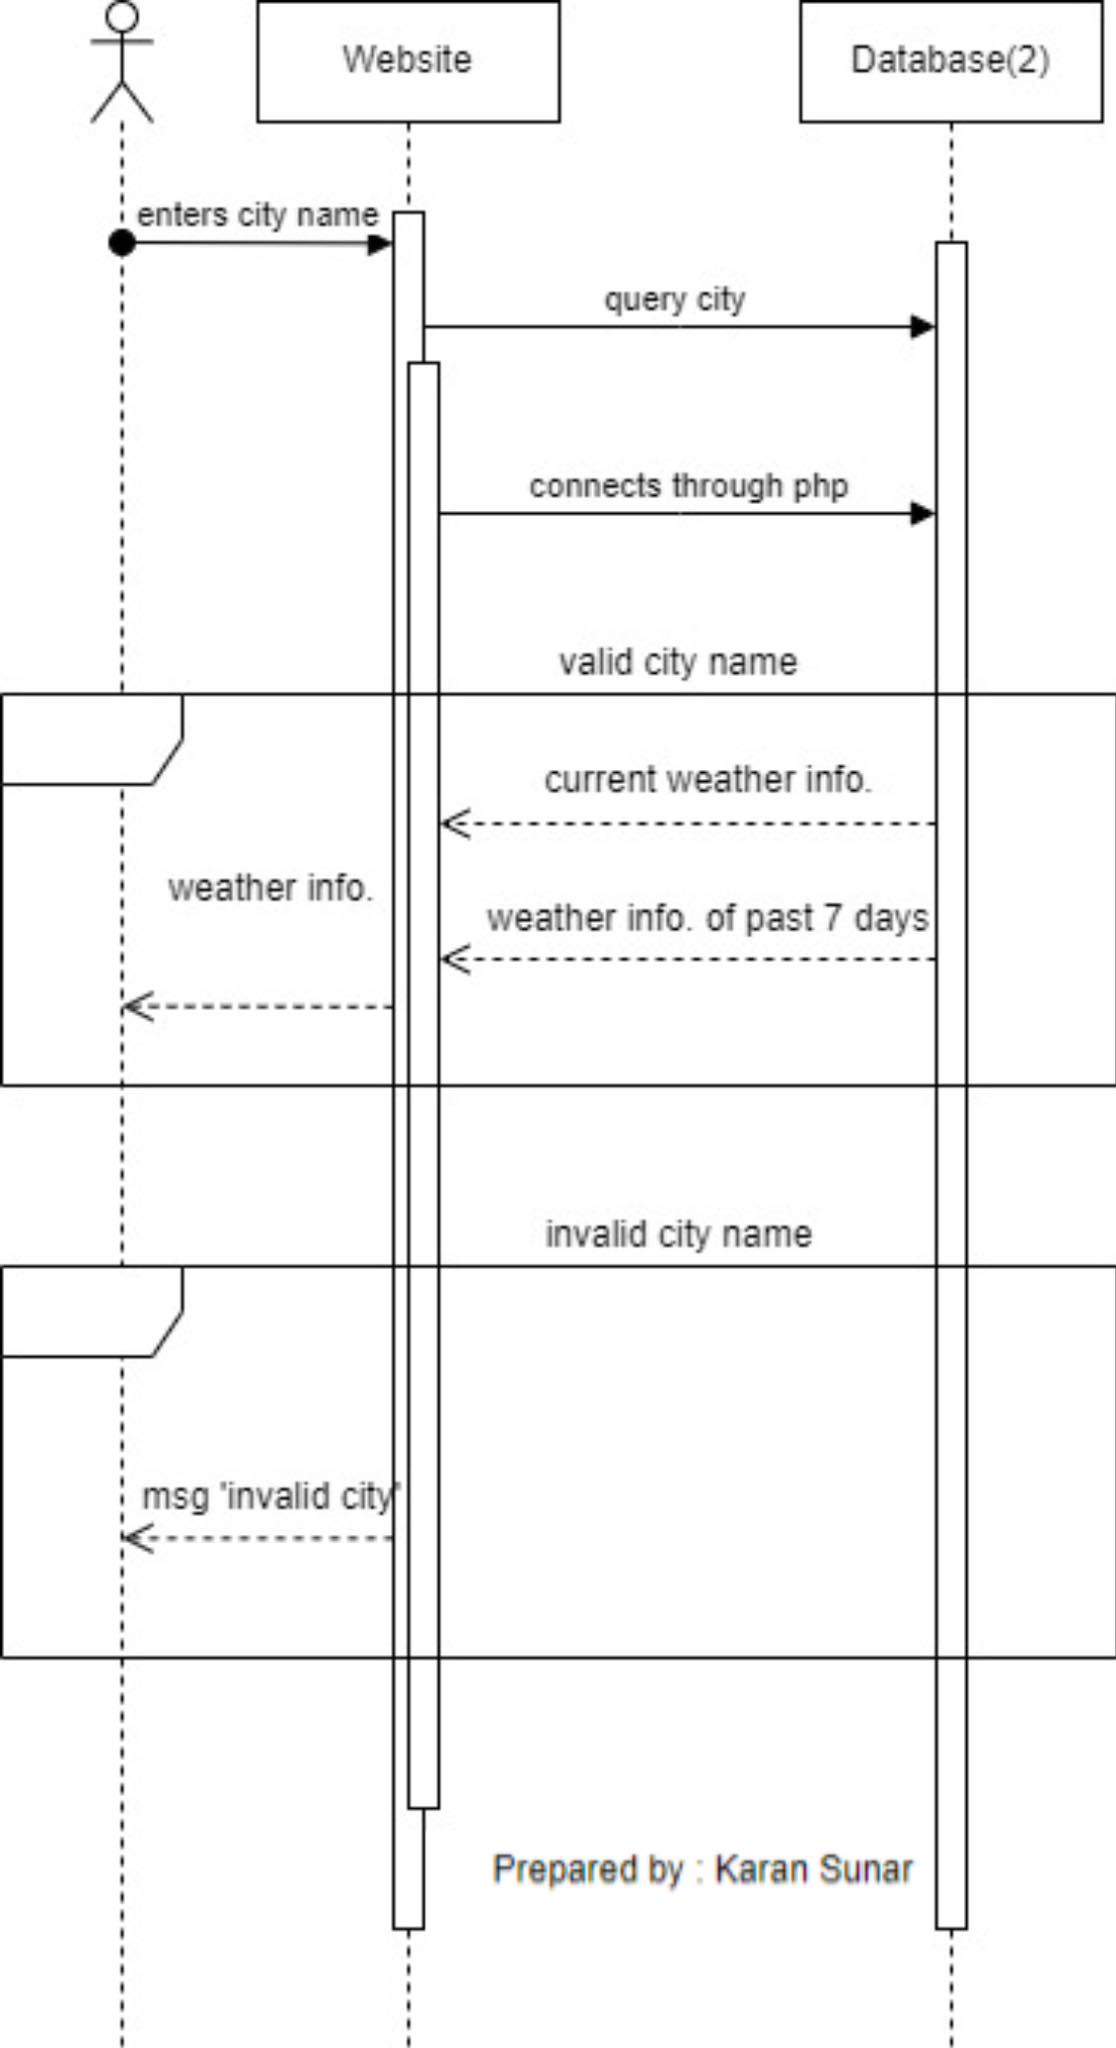 Website
Database(2)
enters city name
query city
connects through php
valid city name
current weather info.
weather info.
weather info. of past 7 days
invalid city name
msg 'invalid city'
Prepared by : Karan Sunar